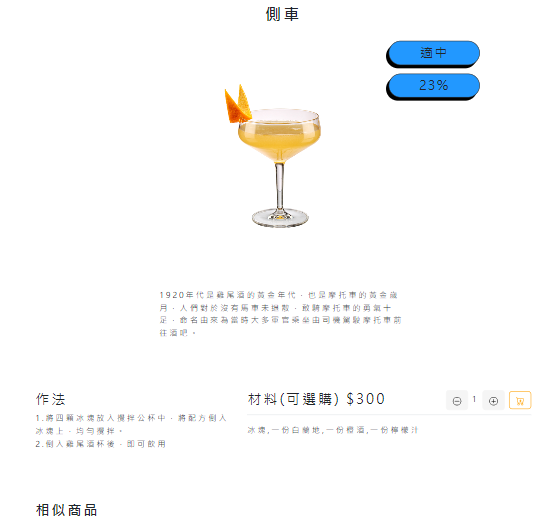 側車
適中
23%
1920年代是雞尾酒的黃金年代，也是摩托車的黃金歲
月，人們對於沒有馬車來拯救，敢騎摩托車的勇氣十
足，命名由來為當時大多軍官乘坐由司機駕駛摩托車前
往酒吧。
作法
材料(可選購) $300
1
1.將四顆冰塊放入攪拌公杯中，將配方倒入
冰塊上，均勻攪拌。
2.倒入雞尾酒杯後，即可飲用
冰塊,一份白蘭地,一份橙酒,一份檸檬汁
相似商品